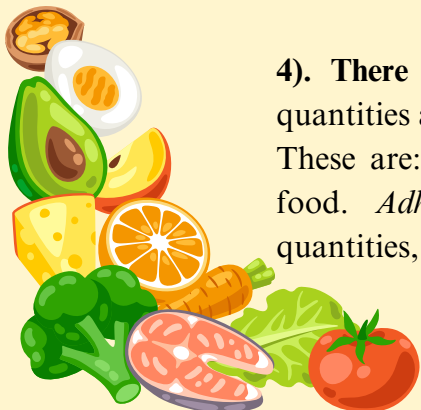 4). There
quantities
These are:
food. Adh
quantities,